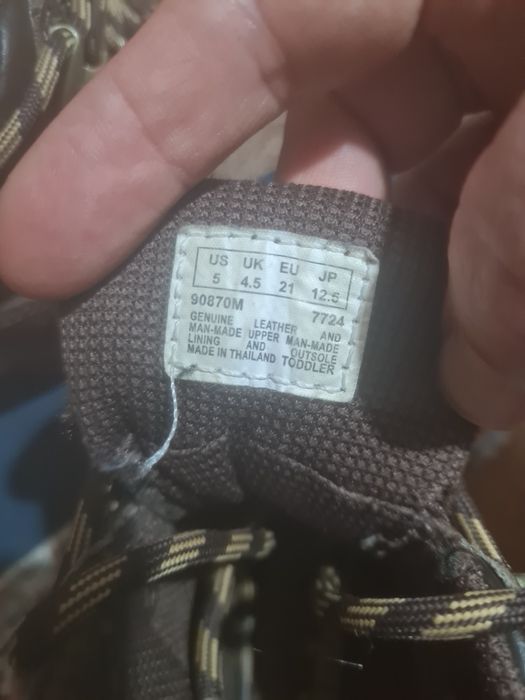 US UK EU JP
5 4.5 21 12.5
90870M 7724
GENUINE LEATHER AND
MAN-MADE UPPER MAN-MADE
LINING AND OUTSOLE
MADE IN THAILAND TODDLER